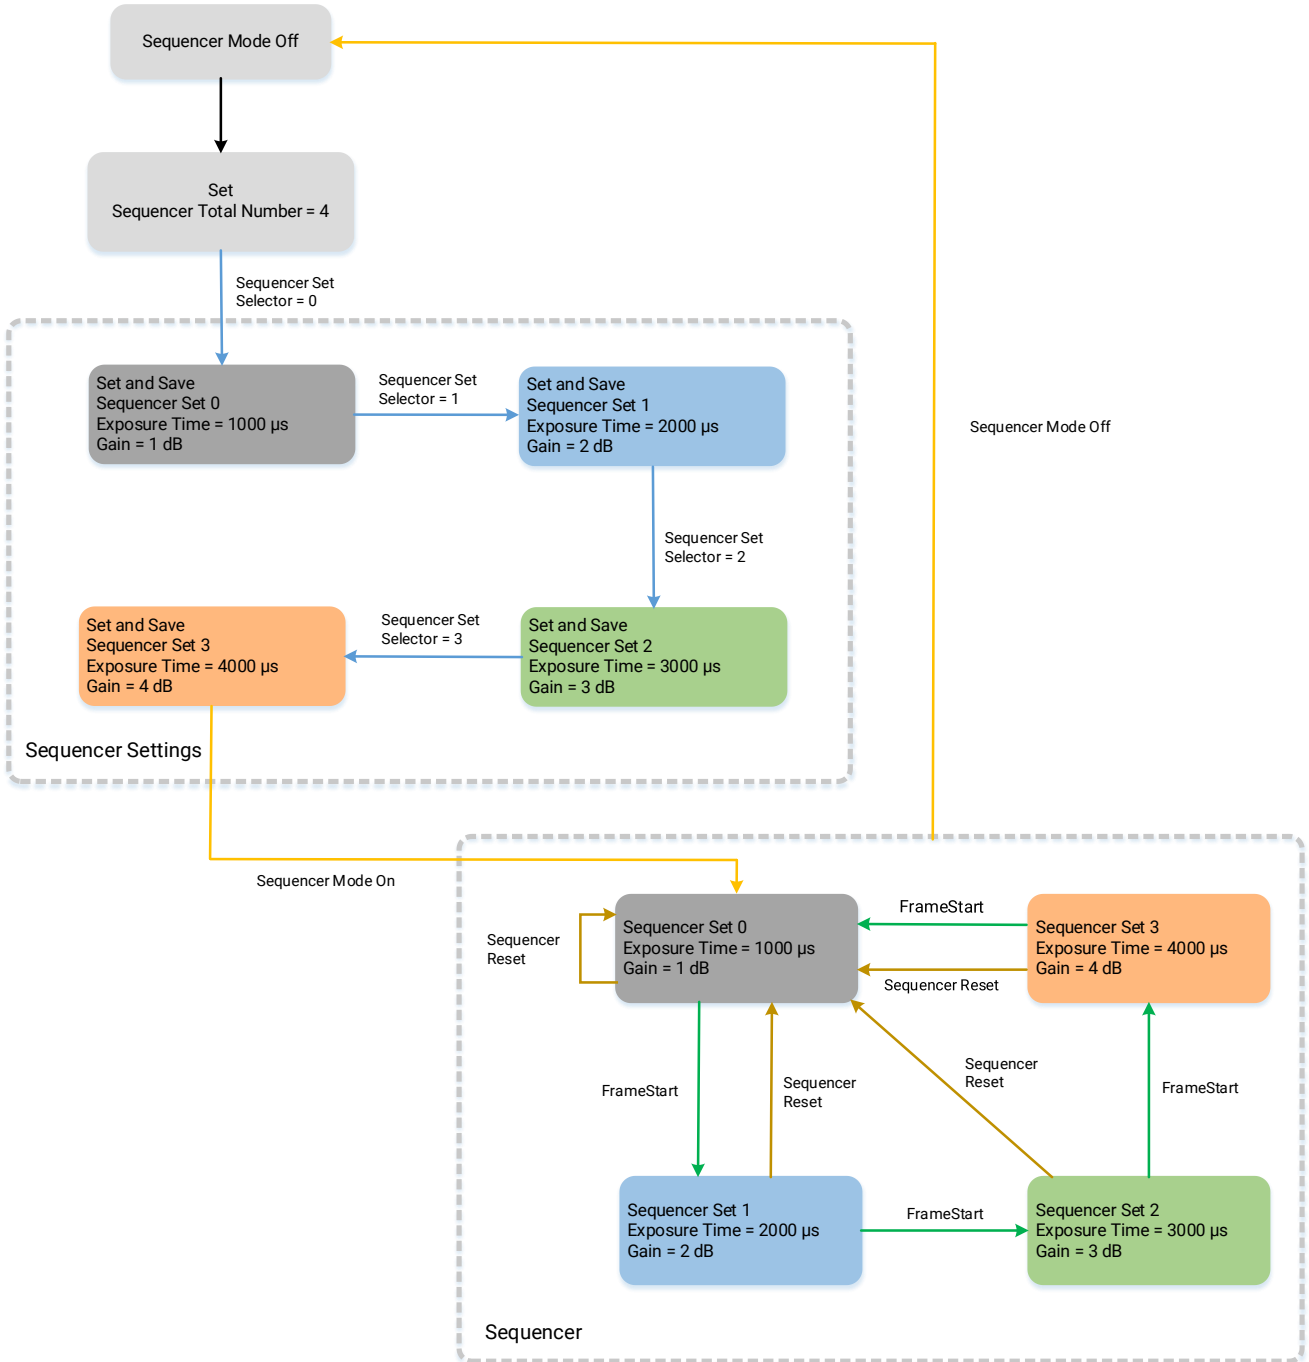 Sequencer Mode Off
Set
Sequencer Total Number = 4
Sequencer Set
Selector = 0
Set and Save
Sequencer Set 0
Exposure Time = 1000 µs
Gain = 1 dB
Sequencer Set
Selector = 1
Set and Save
Sequencer Set 1
Exposure Time = 2000 µs
Gain = 2 dB
Sequencer Mode Off
Sequencer Set
Selector = 2
Set and Save
Sequencer Set 3
Exposure Time = 4000 µs
Gain = 4 dB
Sequencer Set
Selector = 3
Set and Save
Sequencer Set 2
Exposure Time = 3000 µs
Gain = 3 dB
Sequencer Settings
Sequencer Mode On
Sequencer
Reset
Sequencer Set 0
Exposure Time = 1000 µs
Gain = 1 dB
FrameStart
Sequencer Reset
Sequencer Set 3
Exposure Time = 4000 µs
Gain = 4 dB
FrameStart
Sequencer
Reset
Sequencer
Reset
FrameStart
Sequencer Set 1
Exposure Time = 2000 µs
Gain = 2 dB
FrameStart
Sequencer Set 2
Exposure Time = 3000 µs
Gain = 3 dB
Sequencer